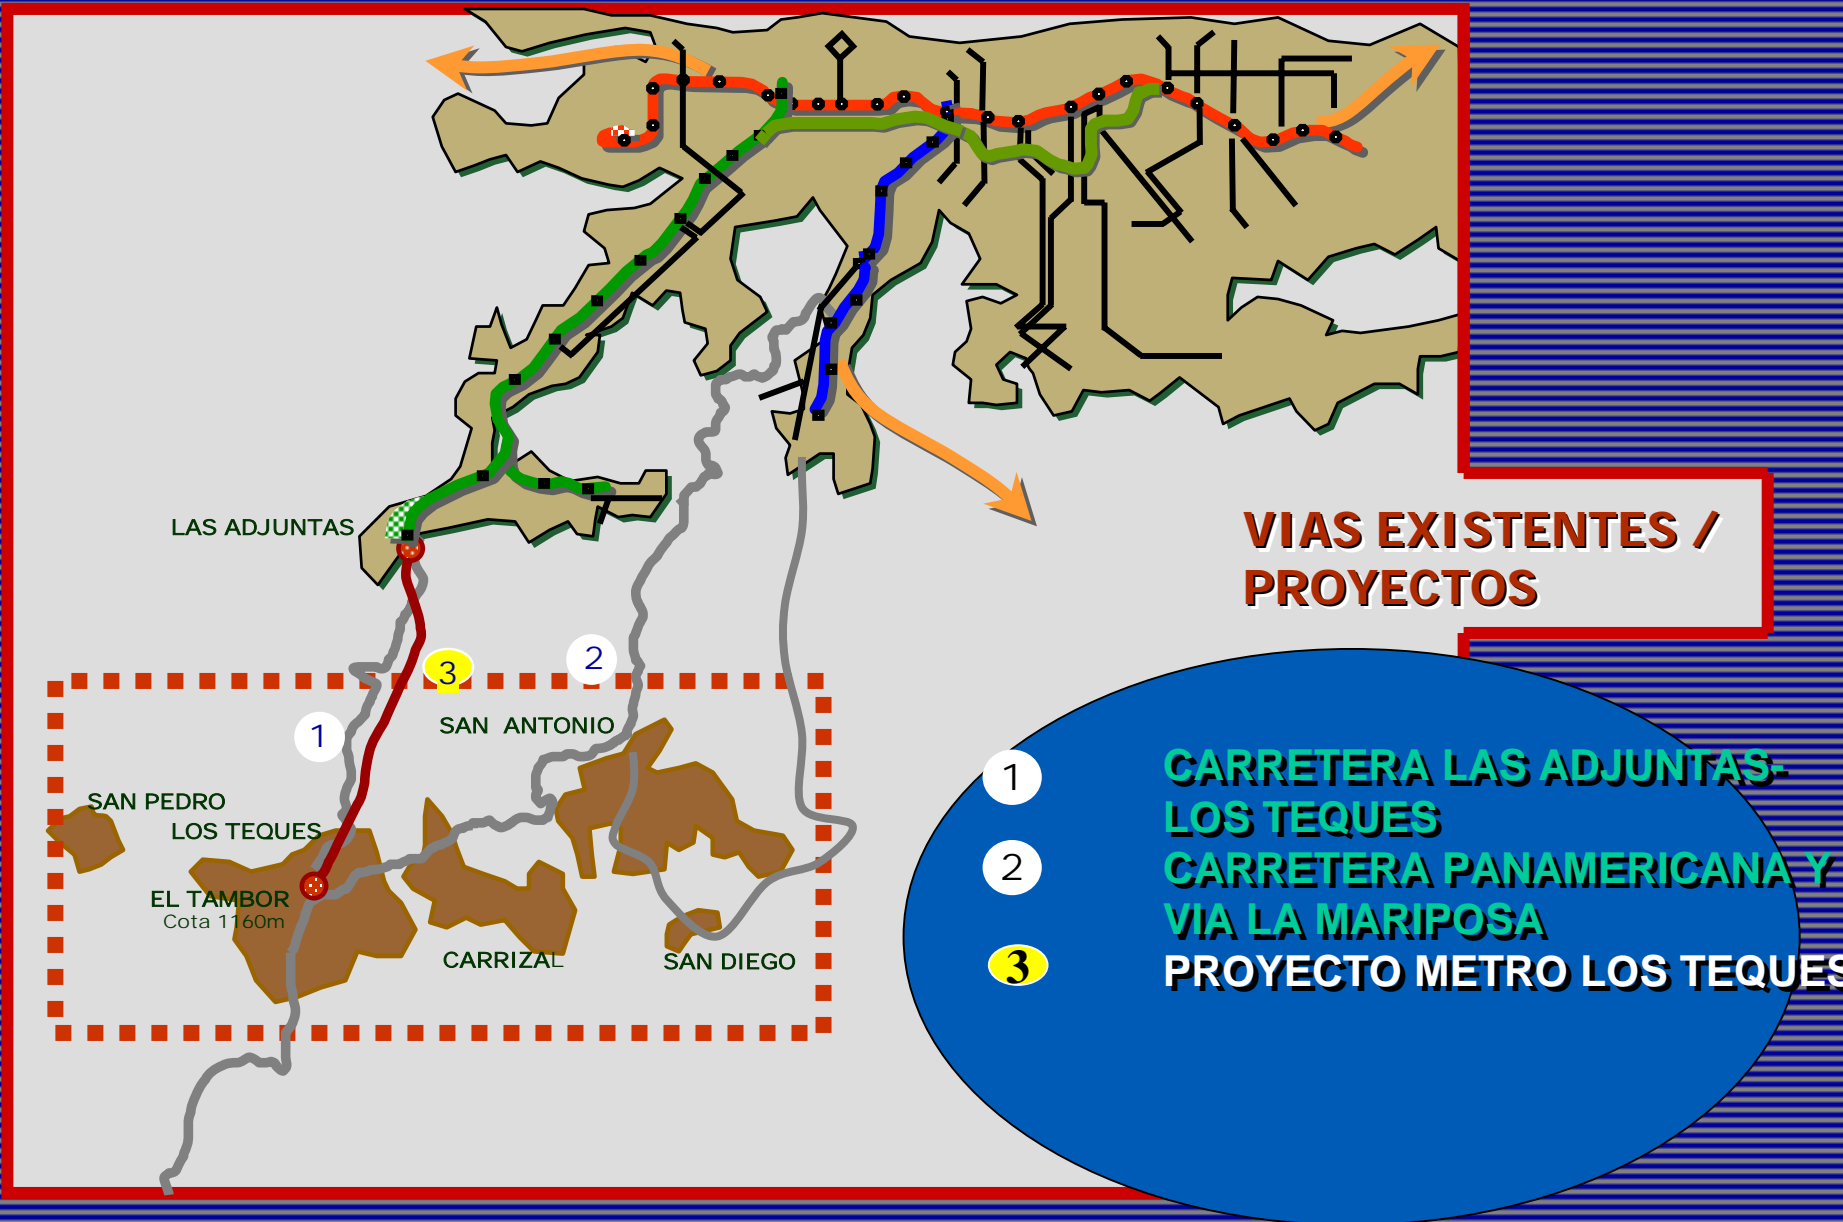 LAS ADJUNTAS
VIAS EXISTENTES /
PROYECTOS
3
2
1
SAN ANTONIO
SAN PEDRO
LOS TEQUES
EL TAMBOR
Cota 1160m
CARRIZAL
SAN DIEGO
1 CARRETERA LAS ADJUNTAS-
LOS TEQUES
2 CARRETERA PANAMERICANA Y
VIA LA MARIPOSA
3 PROYECTO METRO LOS TEQUES